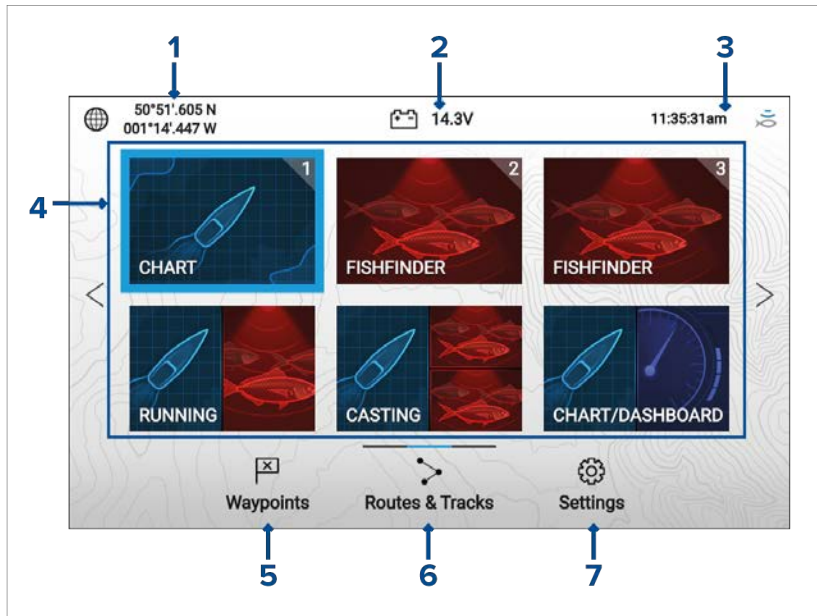 1 2 3
50°51'.605 N
001°14'.447 W
14.3V
11:35:31am
4
1 2 3
CHART FISHFINDER FISHFINDER
RUNNING CASTING CHART/DASHBOARD
Waypoints Routes & Tracks Settings
5 6 7